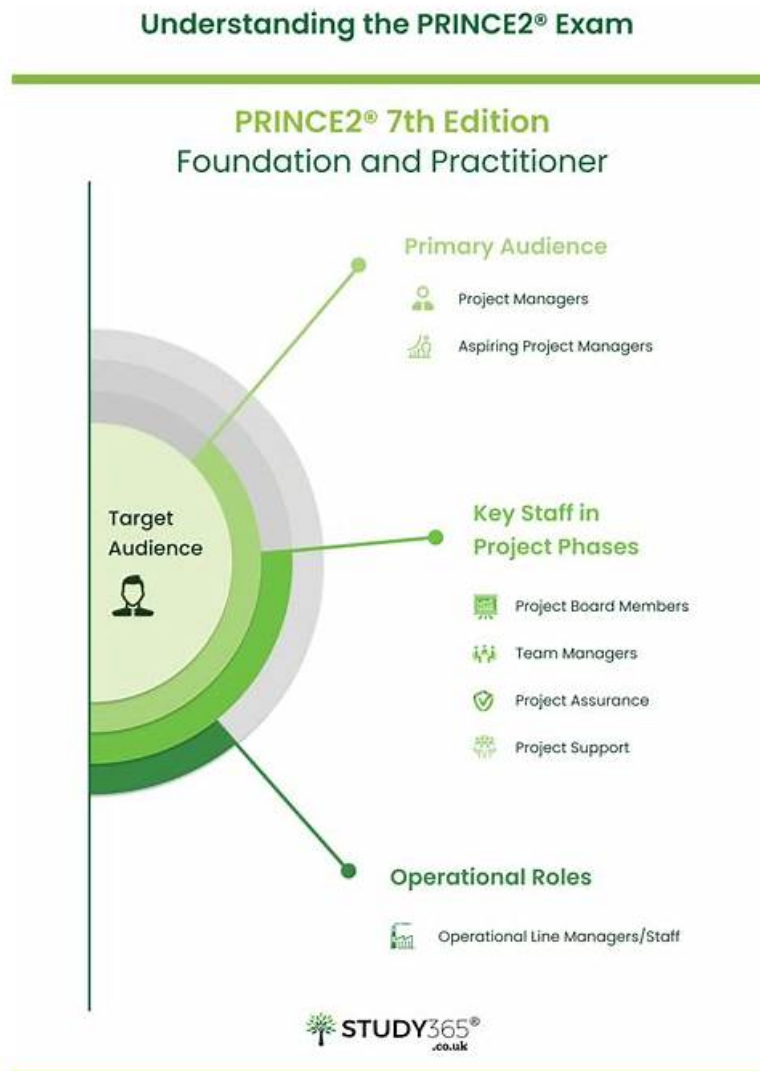 Understanding the PRINCE2® Exam
PRINCE2® 7th Edition
Foundation and Practitioner
Primary Audience
Project Managers
Aspiring Project Managers
Target
Audience
Key Staff in
Project Phases
Project Board Members
Team Managers
Project Assurance
Project Support
Operational Roles
Operational Line Managers/Staff
STUDY365®
.co.uk